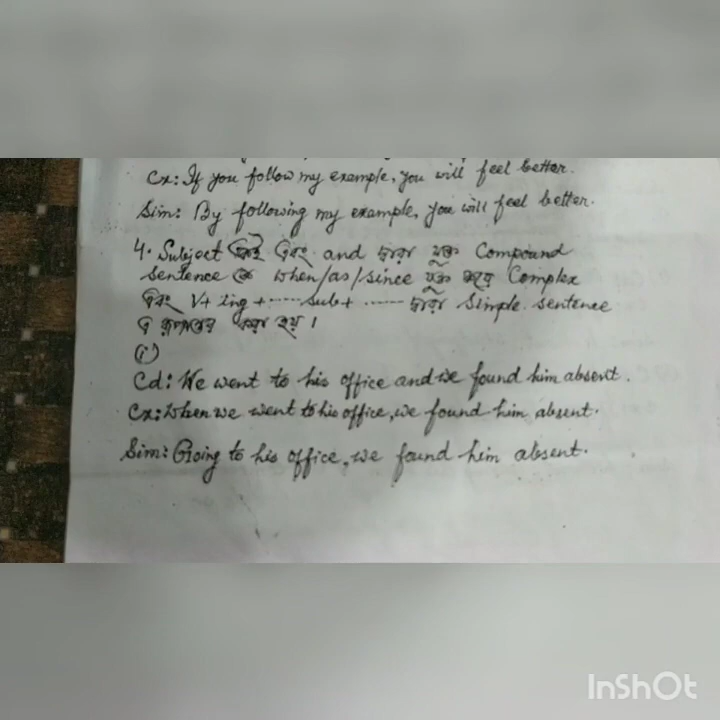 Cx: If you follow my example, you will feel better.
Sim: By following my example, you will feel better.
4. Subject একই এবং and দ্বারা যুক্ত Compound
sentence কে when/as/since যুক্ত করে Complex
এবং V+ing+......sub+ ...... দ্বারা Simple sentence
এ রূপান্তর করা হয়।
(i)
Cd: We went to his office and we found him absent.
Cx: When we went to his office, we found him absent.
Sim: Going to his office, we found him absent.
InShOt